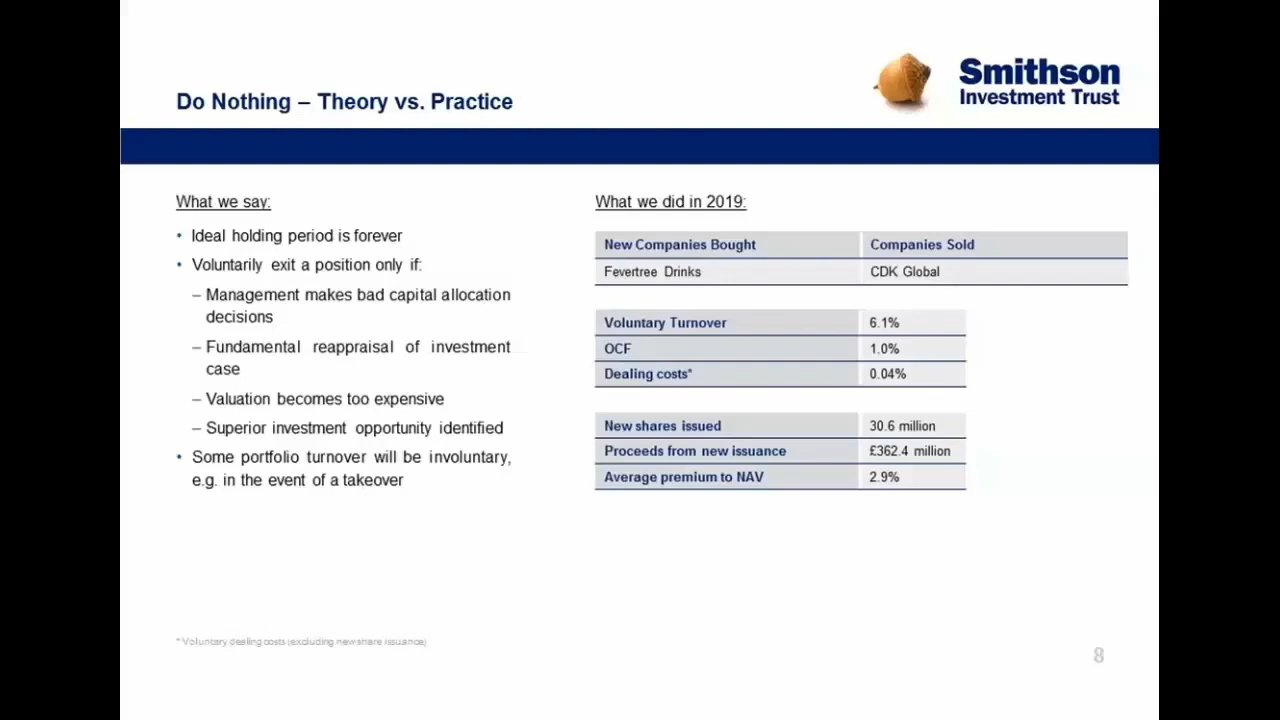 Smithson
Investment Trust
Do Nothing – Theory vs. Practice
What we say:
• Ideal holding period is forever
• Voluntarily exit a position only if:
– Management makes bad capital allocation
decisions
– Fundamental reappraisal of investment
case
– Valuation becomes too expensive
– Superior investment opportunity identified
• Some portfolio turnover will be involuntary,
e.g. in the event of a takeover
What we did in 2019:
New Companies Bought Companies Sold
Fevertree Drinks CDK Global
Voluntary Turnover 6.1%
OCF 1.0%
Dealing costs* 0.04%
New shares issued 30.6 million
Proceeds from new issuance £362.4 million
Average premium to NAV 2.9%
* Voluntary dealing costs (excluding new share issuance)
8